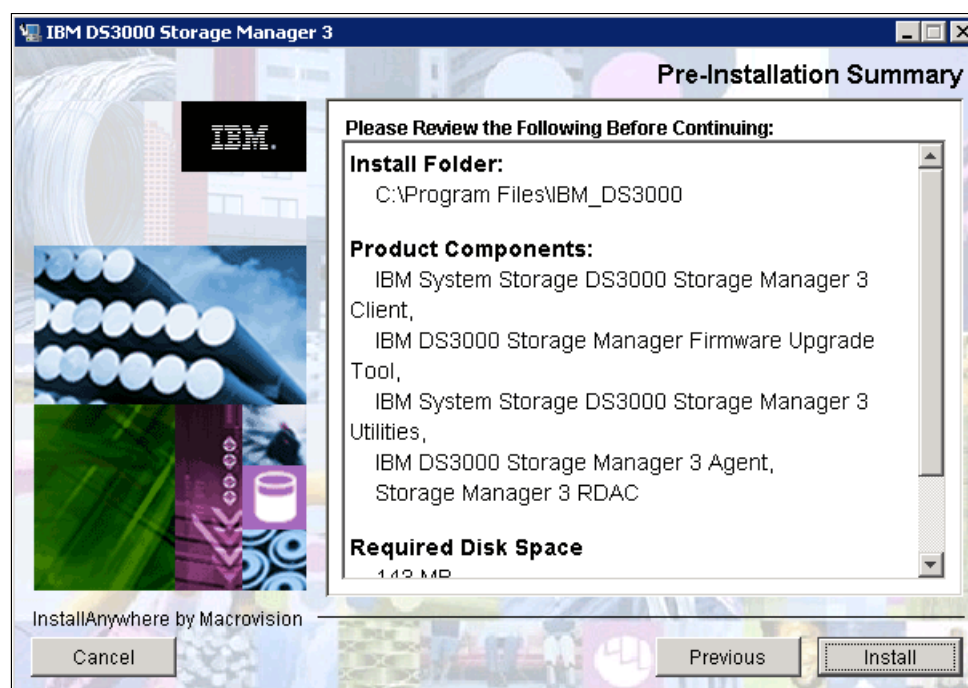 IBM DS3000 Storage Manager 3
Pre-Installation Summary
IBM.
Please Review the Following Before Continuing:
Install Folder:
C:\Program Files\IBM_DS3000
Product Components:
IBM System Storage DS3000 Storage Manager 3
Client,
IBM DS3000 Storage Manager Firmware Upgrade
Tool,
IBM System Storage DS3000 Storage Manager 3
Utilities,
IBM DS3000 Storage Manager 3 Agent,
Storage Manager 3 RDAC
Required Disk Space
143 MB
InstallAnywhere by Macrovision
Cancel
Previous
Install